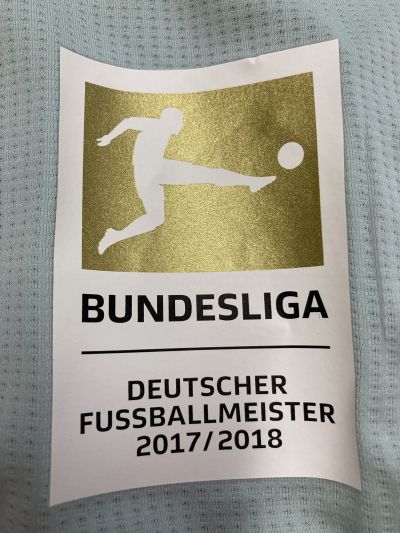 BUNDESLIGA
DEUTSCHER
FUSSBALLMEISTER
2017/2018